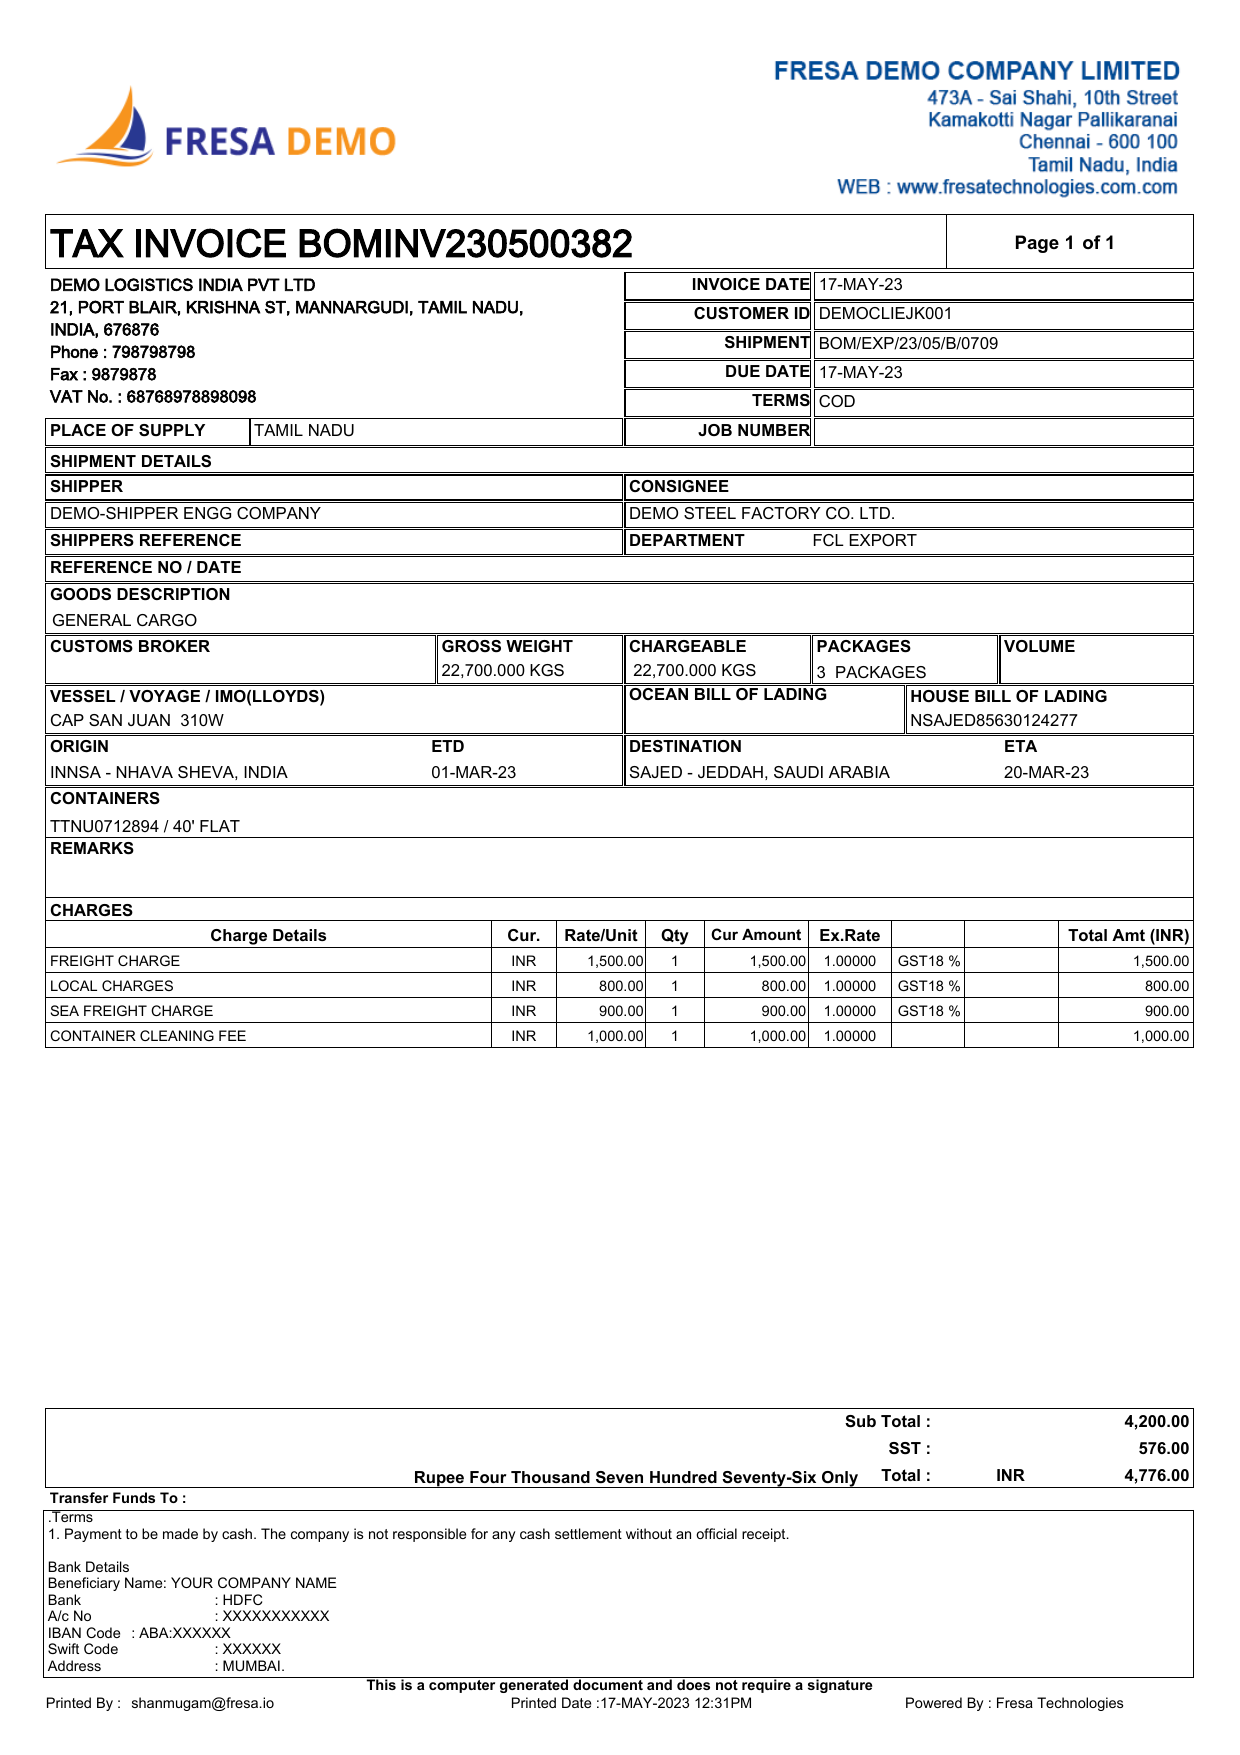 FRESA DEMO
FRESA DEMO COMPANY LIMITED
473A - Sai Shahi, 10th Street
Kamakotti Nagar Pallikaranai
Chennai - 600 100
Tamil Nadu, India
WEB : www.fresatechnologies.com.com
TAX INVOICE BOMINV230500382
Page 1 of 1
DEMO LOGISTICS INDIA PVT LTD
21, PORT BLAIR, KRISHNA ST, MANNARGUDI, TAMIL NADU,
INDIA, 676876
Phone : 798798798
Fax : 9879878
VAT No. : 68768978898098
INVOICE DATE 17-MAY-23
CUSTOMER ID DEMOCLIEJK001
SHIPMENT BOM/EXP/23/05/B/0709
DUE DATE 17-MAY-23
TERMS COD
PLACE OF SUPPLY TAMIL NADU JOB NUMBER
SHIPMENT DETAILS
SHIPPER CONSIGNEE
DEMO-SHIPPER ENGG COMPANY DEMO STEEL FACTORY CO. LTD.
SHIPPERS REFERENCE DEPARTMENT FCL EXPORT
REFERENCE NO / DATE
GOODS DESCRIPTION
GENERAL CARGO
CUSTOMS BROKER GROSS WEIGHT CHARGEABLE PACKAGES VOLUME
22,700.000 KGS 22,700.000 KGS 3 PACKAGES
VESSEL / VOYAGE / IMO(LLOYDS) OCEAN BILL OF LADING HOUSE BILL OF LADING
CAP SAN JUAN 310W NSAJED85630124277
ORIGIN ETD DESTINATION ETA
INNSA - NHAVA SHEVA, INDIA 01-MAR-23 SAJED - JEDDAH, SAUDI ARABIA 20-MAR-23
CONTAINERS
TTNU0712894 / 40' FLAT
REMARKS
CHARGES
Charge Details Cur. Rate/Unit Qty Cur Amount Ex.Rate Total Amt (INR)
FREIGHT CHARGE INR 1,500.00 1 1,500.00 1.00000 GST18 % 1,500.00
LOCAL CHARGES INR 800.00 1 800.00 1.00000 GST18 % 800.00
SEA FREIGHT CHARGE INR 900.00 1 900.00 1.00000 GST18 % 900.00
CONTAINER CLEANING FEE INR 1,000.00 1 1,000.00 1.00000 1,000.00
Sub Total : 4,200.00
SST : 576.00
Rupee Four Thousand Seven Hundred Seventy-Six Only Total : INR 4,776.00
Transfer Funds To :
.Terms
1. Payment to be made by cash. The company is not responsible for any cash settlement without an official receipt.
Bank Details
Beneficiary Name: YOUR COMPANY NAME
Bank : HDFC
A/c No : XXXXXXXXXXX
IBAN Code : ABA:XXXXXX
Swift Code : XXXXXX
Address : MUMBAI.
This is a computer generated document and does not require a signature
Printed By : shanmugam@fresa.io Printed Date :17-MAY-2023 12:31PM Powered By : Fresa Technologies